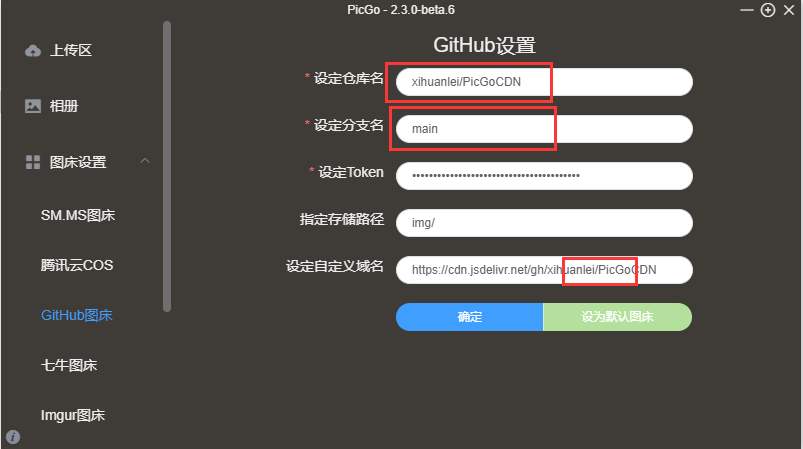 PicGo - 2.3.0-beta.6
上传区
相册
图床设置
SM.MS图床
腾讯云COS
GitHub图床
七牛图床
Imgur图床
GitHub设置
* 设定仓库名 xihuanlei/PicGoCDN
* 设定分支名 main
* 设定Token ••••••••••••••••••••••••••••••••••••••••
指定存储路径 img/
设定自定义域名 https://cdn.jsdelivr.net/gh/xihuanlei/PicGoCDN
确定 设为默认图床